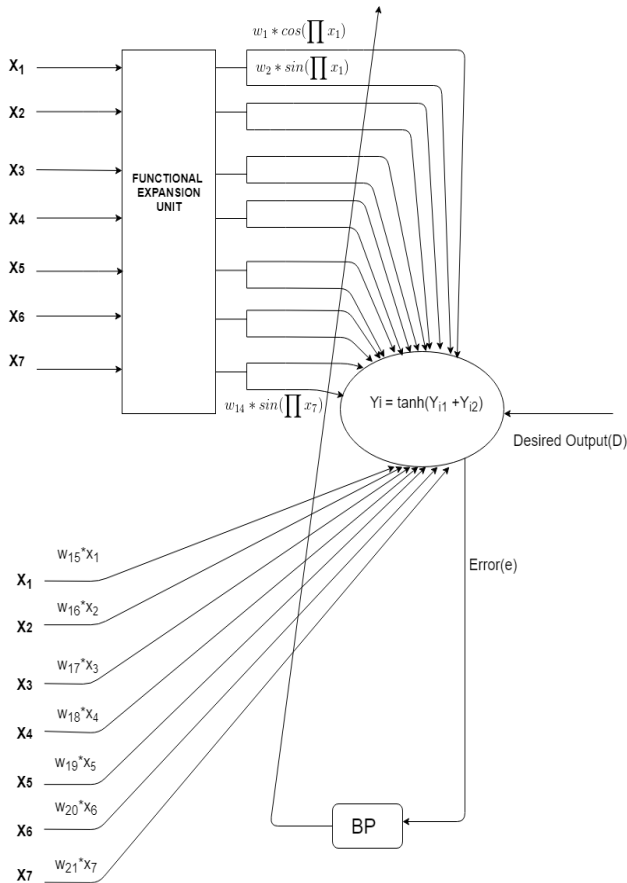 w₁ * cos(∏ x₁)
w₂ * sin(∏ x₁)
X₁
X₂
X₃
X₄
X₅
X₆
X₇
FUNCTIONAL
EXPANSION
UNIT
w₁₄ * sin(∏ x₇)
Yi = tanh(Yᵢ₁ +Yᵢ₂)
Desired Output(D)
Error(e)
w₁₅*x₁
X₁
w₁₆*x₂
X₂
w₁₇*x₃
X₃
w₁₈*x₄
X₄
w₁₉*x₅
X₅
w₂₀*x₆
X₆
w₂₁*x₇
X₇
BP